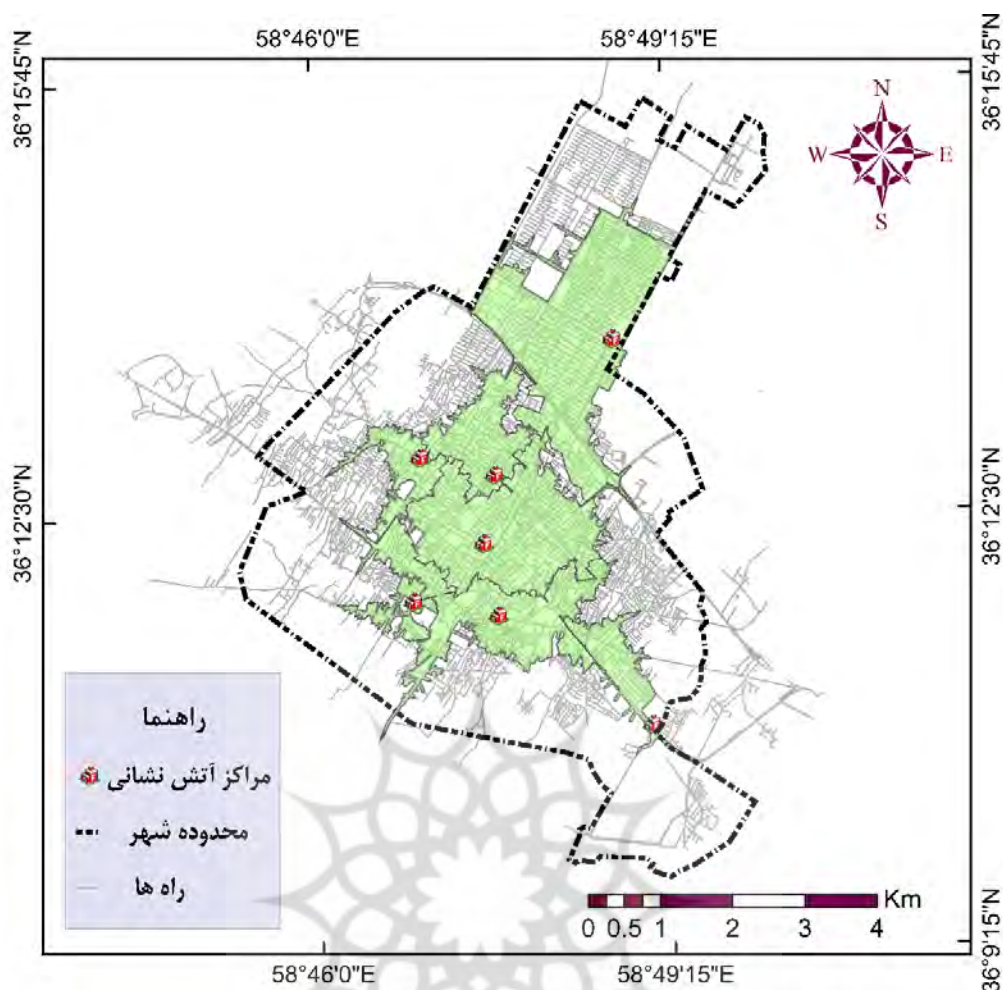 58°46'0"E
58°49'15"E
36°15'45"N
36°15'45"N
N
W
E
S
36°12'30"N
36°12'30"N
راهنما
مراکز آتش نشانی
محدوده شهر
راه ها
Km
0 0.5 1 2 3 4
36°9'15"N
58°46'0"E
58°49'15"E